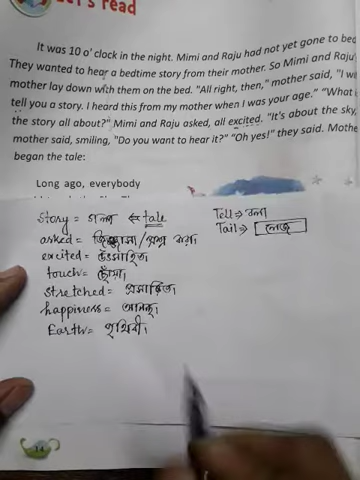 Let's read
It was 10 o' clock in the night. Mimi and Raju had not yet gone to bed
They wanted to hear a bedtime story from their mother. So Mimi and Raju'
mother lay down with them on the bed. "All right, then," mother said, "I wi
tell you a story. I heard this from my mother when I was your age." "What i
the story all about?" Mimi and Raju asked, all excited. "It's about the sky,
mother said, smiling, "Do you want to hear it?" "Oh yes!" they said. Mothe
began the tale:
Long ago, everybody
Story = গল্প ⇐ tale
Tell ⇒ বলা
Tail ⇒ লেজ
asked = জিজ্ঞাসা/প্রশ্ন করা
excited = উৎসাহিত
touch = ছোঁয়া
stretched = প্রসারিত
happiness = আনন্দ
Earth = পৃথিবী।
14